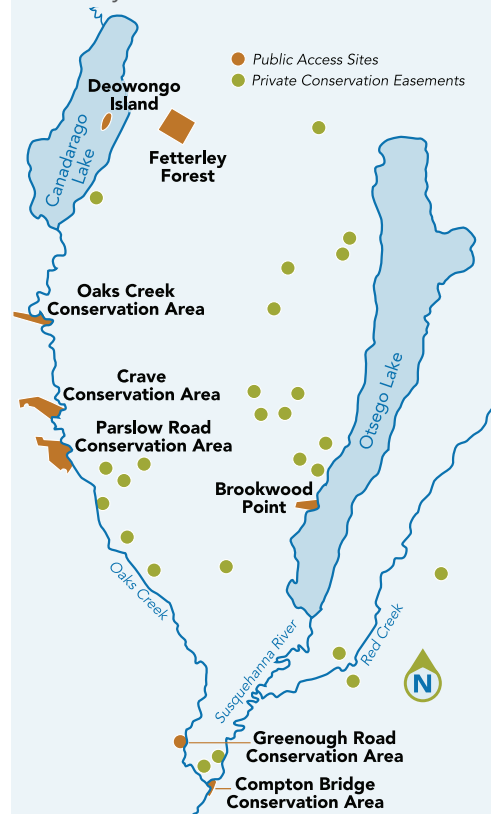 Public Access Sites
Private Conservation Easements
Deowongo
Island
Canadarago
Lake
Fetterley
Forest
Oaks Creek
Conservation Area
Crave
Conservation Area
Otsego Lake
Parslow Road
Conservation Area
Brookwood
Point
Oaks Creek
Susquehanna River
Red Creek
N
Greenough Road
Conservation Area
Compton Bridge
Conservation Area